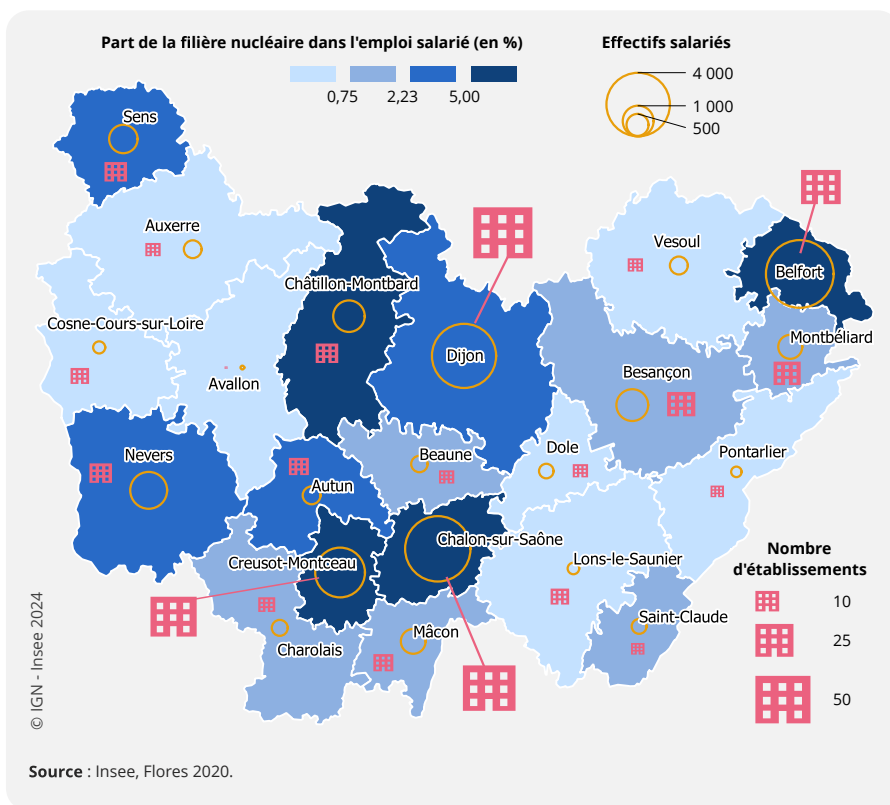 Part de la filière nucléaire dans l'emploi salarié (en %)
0,75 2,23 5,00
Effectifs salariés
4 000
1 000
500
Sens
Auxerre
Vesoul
Belfort
Châtillon-Montbard
Cosne-Cours-sur-Loire
Montbéliard
Dijon
Besançon
Avallon
Nevers
Beaune
Dole
Pontarlier
Autun
Chalon-sur-Saône
Creusot-Montceau
Lons-le-Saunier
Saint-Claude
Mâcon
Charolais
Nombre
d'établissements
10
25
50
© IGN - Insee 2024
Source : Insee, Flores 2020.